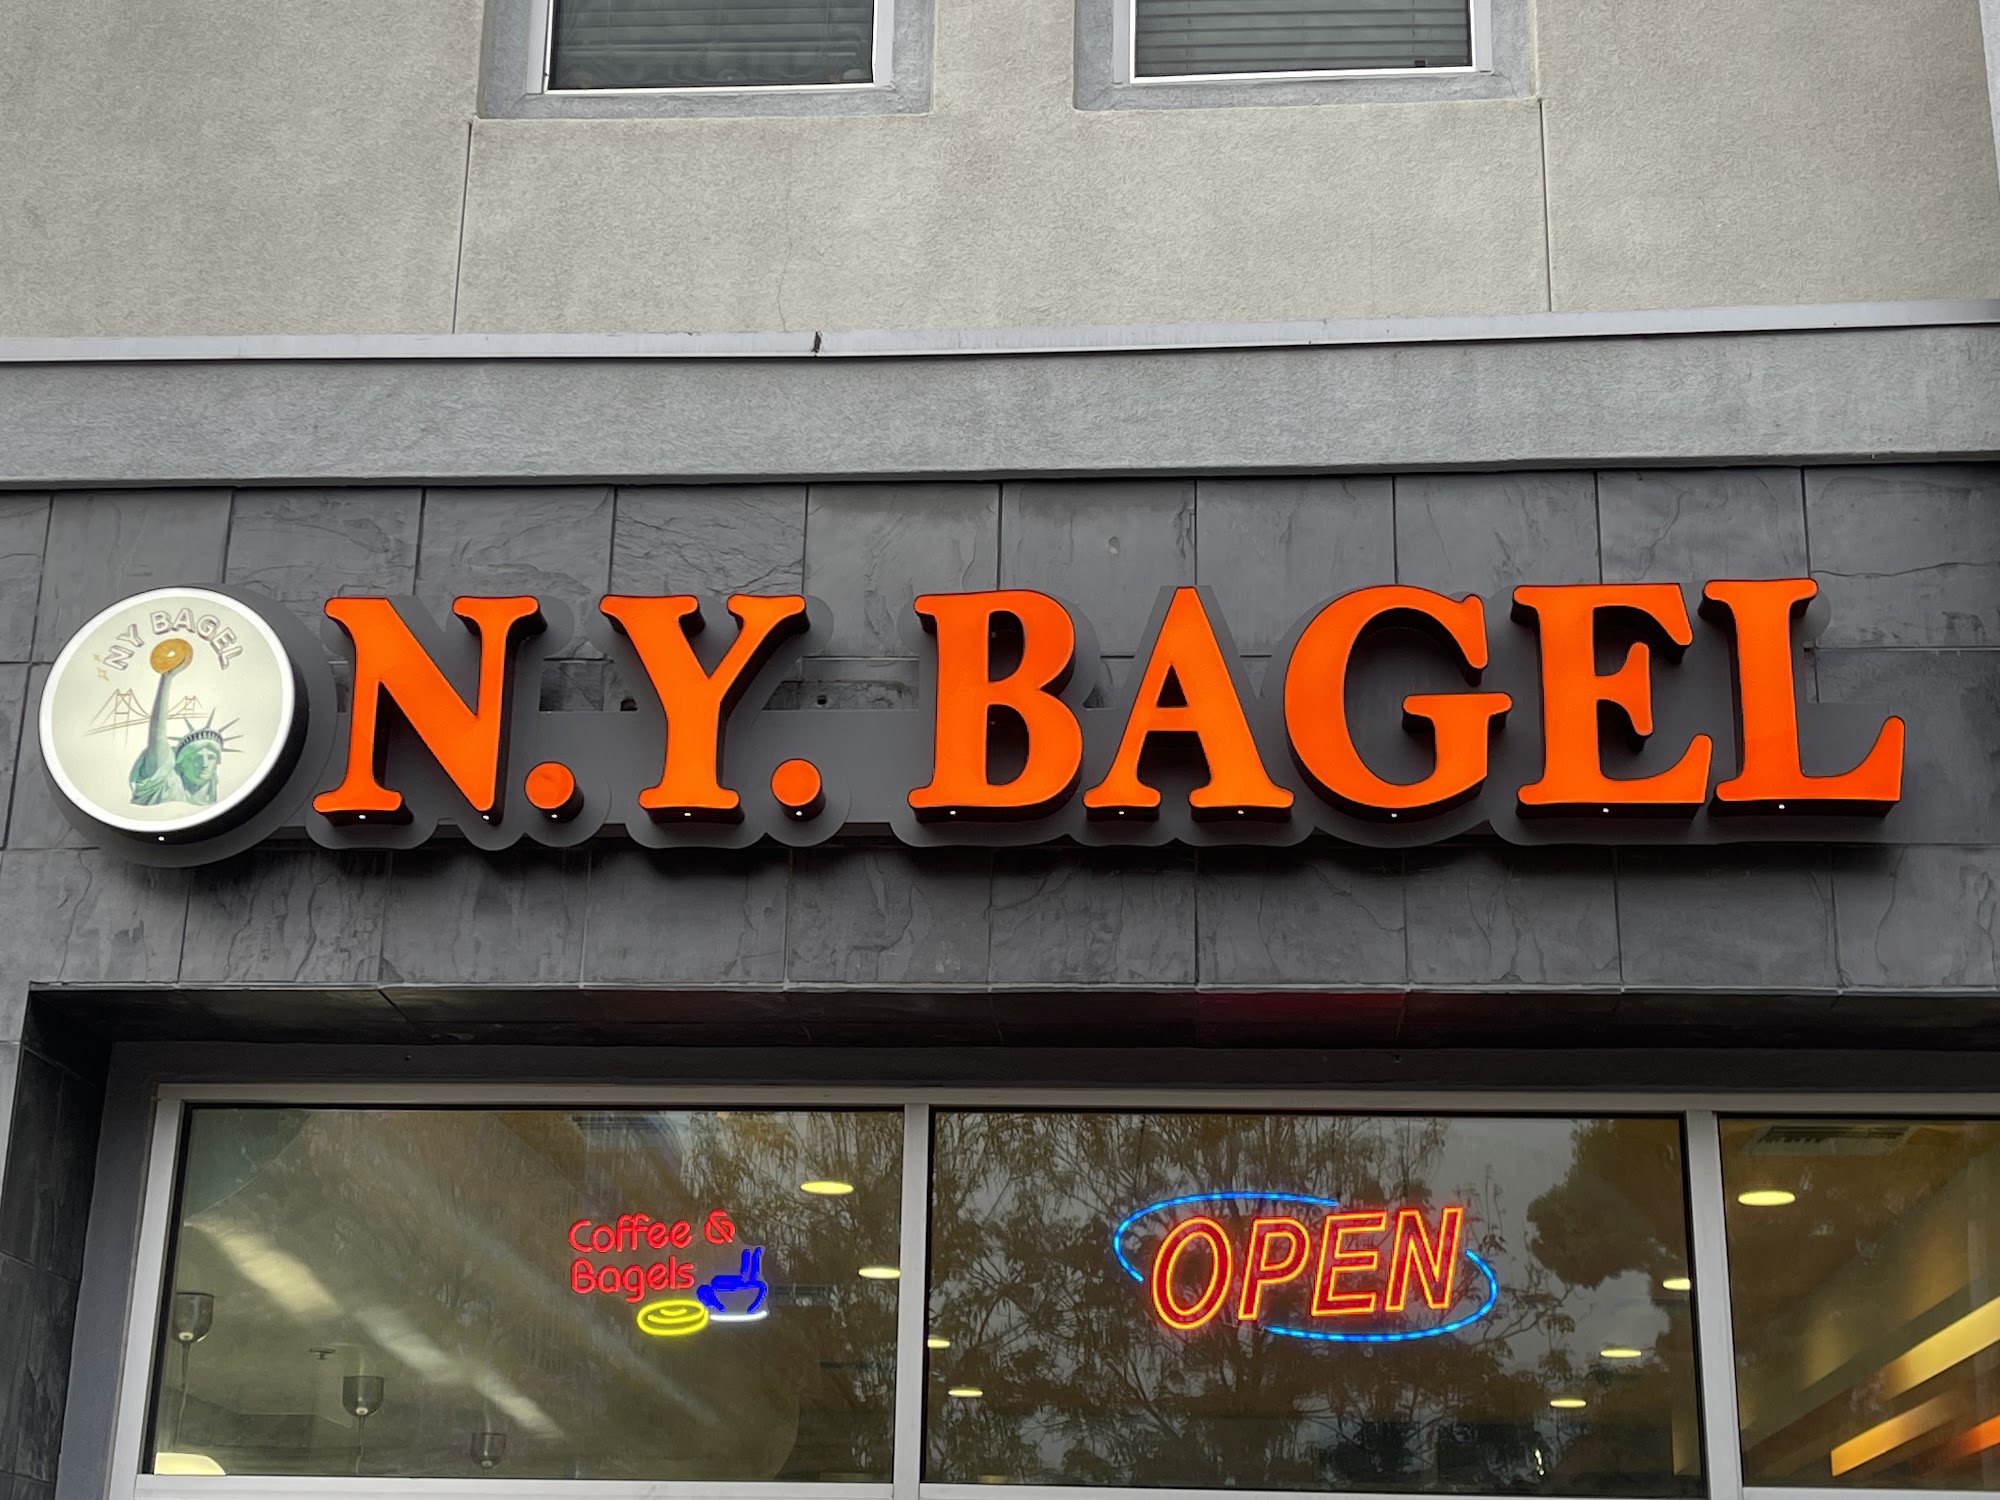 NY BAGEL
N.Y. BAGEL
Coffee &
Bagels
OPEN